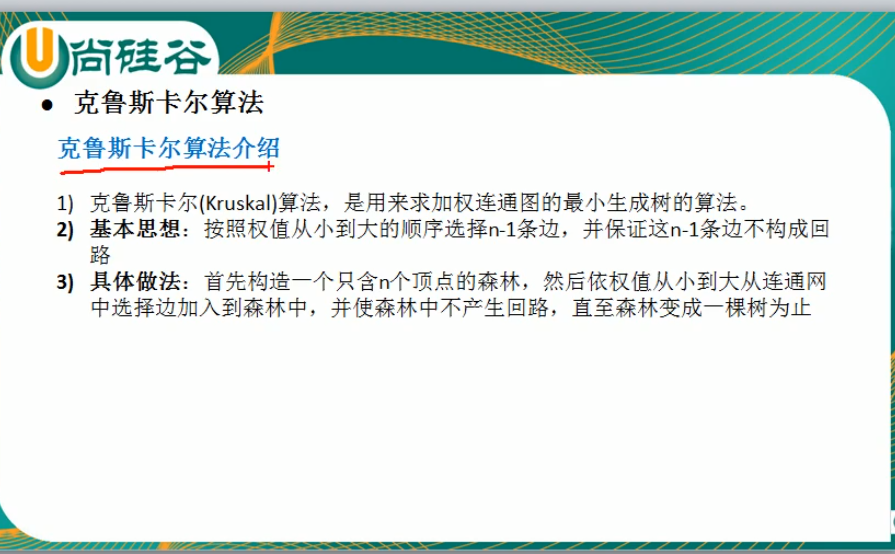 尚硅谷
● 克鲁斯卡尔算法
克鲁斯卡尔算法介绍
1) 克鲁斯卡尔(Kruskal)算法，是用来求加权连通图的最小生成树的算法。
2) 基本思想：按照权值从小到大的顺序选择n-1条边，并保证这n-1条边不构成回
路
3) 具体做法：首先构造一个只含n个顶点的森林，然后依权值从小到大从连通网
中选择边加入到森林中，并使森林中不产生回路，直至森林变成一棵树为止